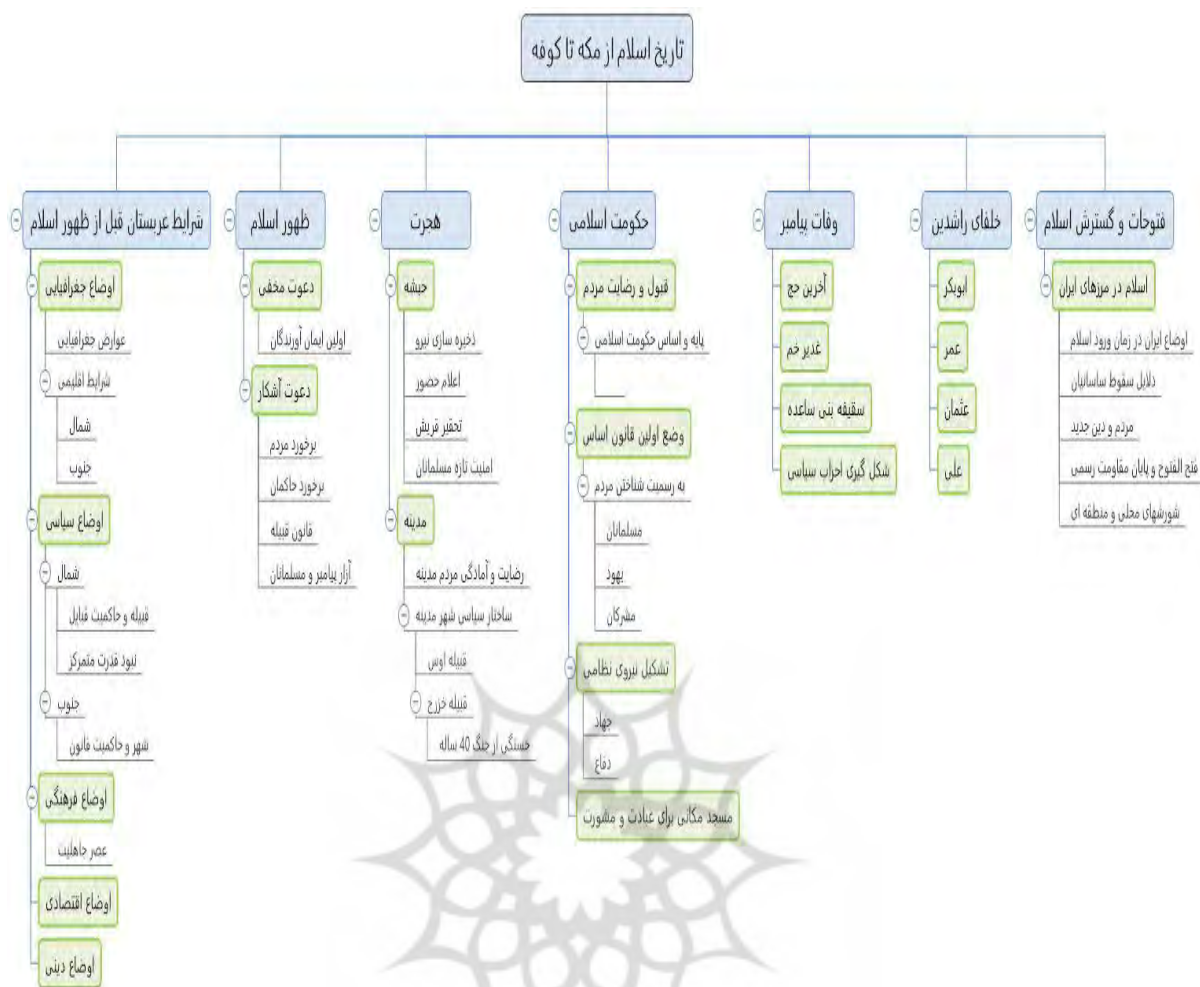 تاریخ اسلام از مکه تا کوفه
شرایط عربستان قبل از ظهور اسلام
اوضاع جغرافیایی
عوارض جغرافیایی
شرایط اقلیمی
شمال
جنوب
اوضاع سیاسی
شمال
قبیله و حاکمیت قبایل
نبود قدرت متمرکز
جنوب
شهر و حاکمیت قانون
اوضاع فرهنگی
عصر جاهلیت
اوضاع اقتصادی
اوضاع دینی
ظهور اسلام
دعوت مخفی
اولین ایمان آورندگان
دعوت آشکار
برخورد مردم
برخورد حاکمان
قانون قبیله
آزار پیامبر و مسلمانان
هجرت
حبشه
ذخیره سازی نیرو
اعلام حضور
تحقیر قریش
امنیت تازه مسلمانان
مدینه
رضایت و آمادگی مردم مدینه
ساختار سیاسی شهر مدینه
قبیله اوس
قبیله خزرج
خستگی از جنگ 40 ساله
حکومت اسلامی
قبول و رضایت مردم
پایه و اساس حکومت اسلامی
وضع اولین قانون اساس
به رسمیت شناختن مردم
مسلمانان
یهود
مشرکان
تشکیل نیروی نظامی
جهاد
دفاع
مسجد مکانی برای عبادت و مشورت
وفات پیامبر
آخرین حج
غدیر خم
سقیفه بنی ساعده
شکل گیری احزاب سیاسی
خلفای راشدین
ابوبکر
عمر
عثمان
علی
فتوحات و گسترش اسلام
اسلام در مرزهای ایران
اوضاع ایران در زمان ورود اسلام
دلایل سقوط ساسانیان
مردم و دین جدید
فتح الفتوح و پایان مقاومت رسمی
شورشهای محلی و منطقه ای